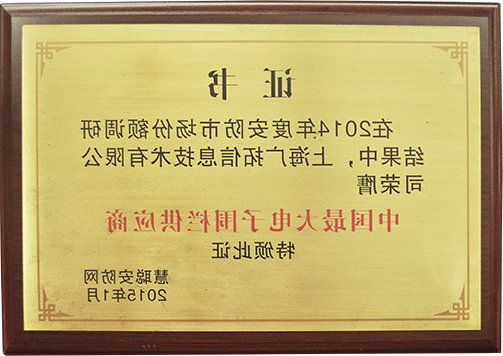 证书
在2014年度安防市场份额调研
结果中，上海广拓信息技术有限公
司荣膺
中国最大电子围栏供应商
特颁此证
慧聪安防网
2015年1月